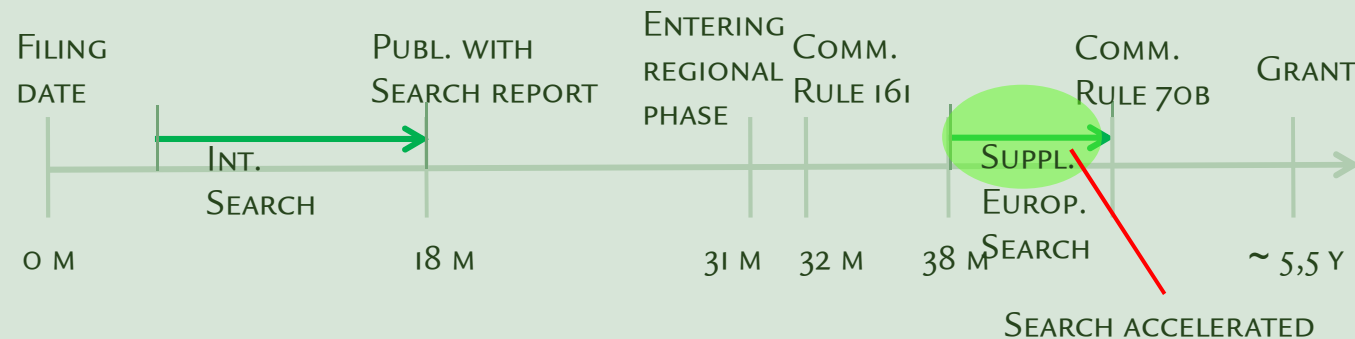 Filing
date
Publ. with
Search report
Entering
regional
phase
Comm.
Rule 161
Comm.
Rule 70b
Grant
Int.
Search
Suppl.
Europ.
Search
0 m
18 m
31 m
32 m
38 m
~ 5,5 y
Search accelerated